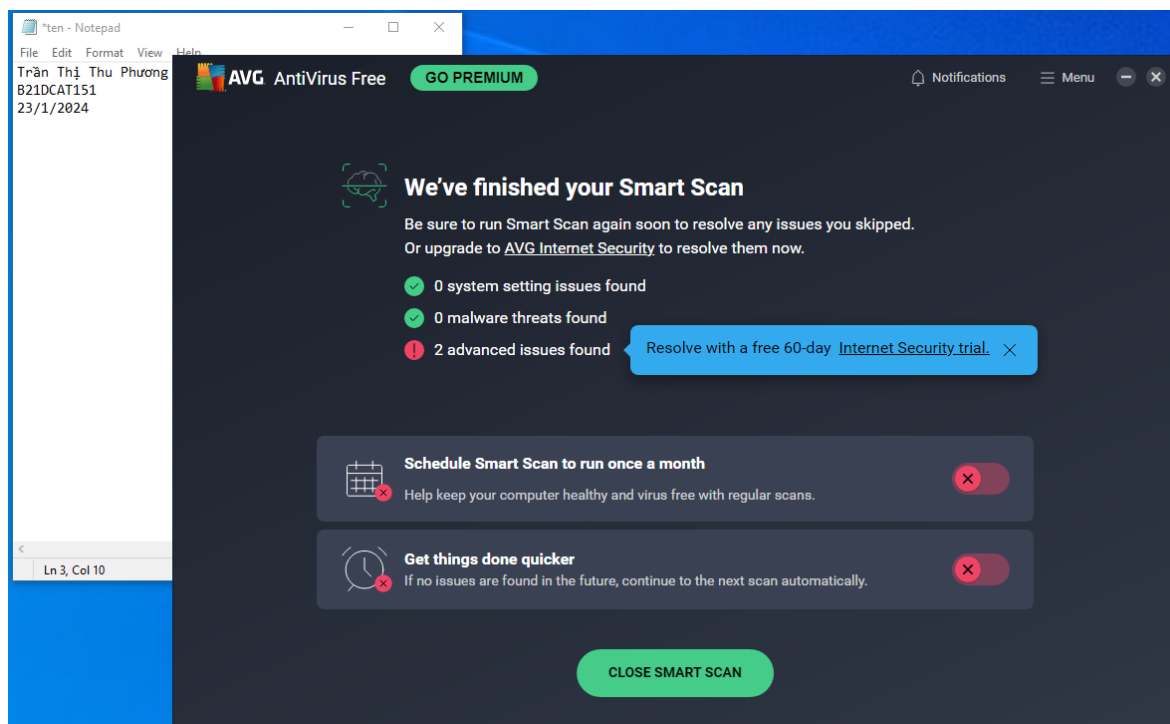 *ten - Notepad
File Edit Format View Help
Trần Thị Thu Phương
B21DCAT151
23/1/2024
Ln 3, Col 10
AVG AntiVirus Free
GO PREMIUM
Notifications
Menu
We’ve finished your Smart Scan
Be sure to run Smart Scan again soon to resolve any issues you skipped.
Or upgrade to AVG Internet Security to resolve them now.
0 system setting issues found
0 malware threats found
2 advanced issues found
Resolve with a free 60-day Internet Security trial.
Schedule Smart Scan to run once a month
Help keep your computer healthy and virus free with regular scans.
Get things done quicker
If no issues are found in the future, continue to the next scan automatically.
CLOSE SMART SCAN